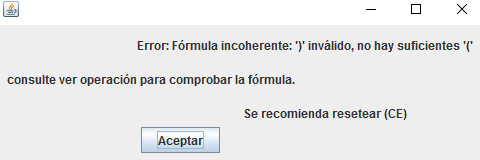 Error: Fórmula incoherente: ')' inválido, no hay suficientes '('
consulte ver operación para comprobar la fórmula.
Se recomienda resetear (CE)
Aceptar